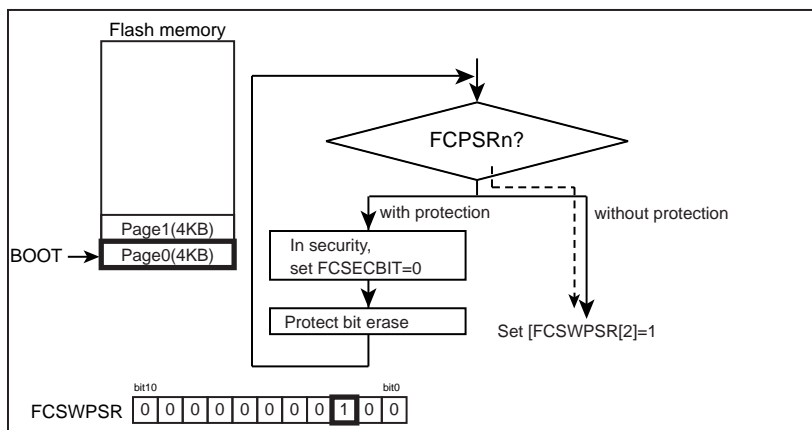 Flash memory
Page1(4KB)
BOOT
Page0(4KB)
FCPSRn?
with protection
without protection
In security,
set FCSECBIT=0
Protect bit erase
Set [FCSWPSR[2]=1
bit10
bit0
FCSWPSR
0 0 0 0 0 0 0 0 1 0 0